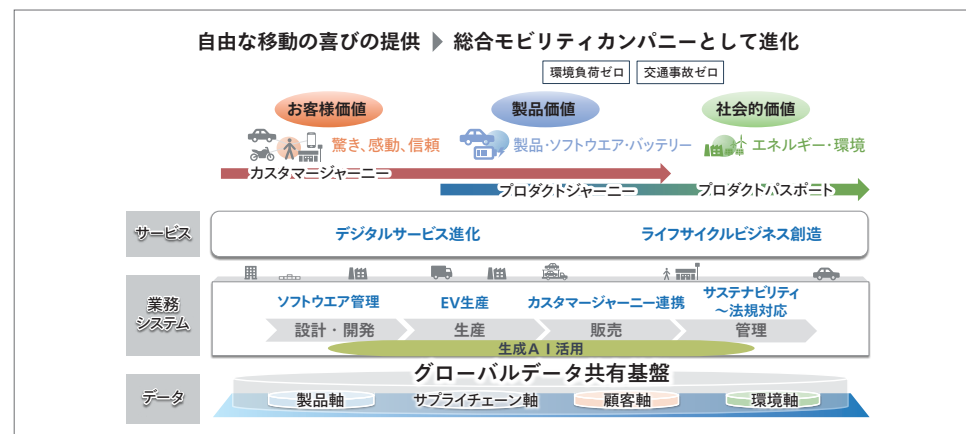 自由な移動の喜びの提供 ▶ 総合モビリティカンパニーとして進化
環境負荷ゼロ 交通事故ゼロ
お客様価値 製品価値 社会的価値
驚き、感動、信頼 製品・ソフトウエア・バッテリー エネルギー・環境
カスタマージャーニー
プロダクトジャーニー プロダクトパスポート
サービス デジタルサービス進化 ライフサイクルビジネス創造
業務
システム
ソフトウエア管理 EV生産 カスタマージャーニー連携 サステナビリティ
～法規対応
設計・開発 生産 販売 管理
生成AI活用
データ
グローバルデータ共有基盤
製品軸 サプライチェーン軸 顧客軸 環境軸